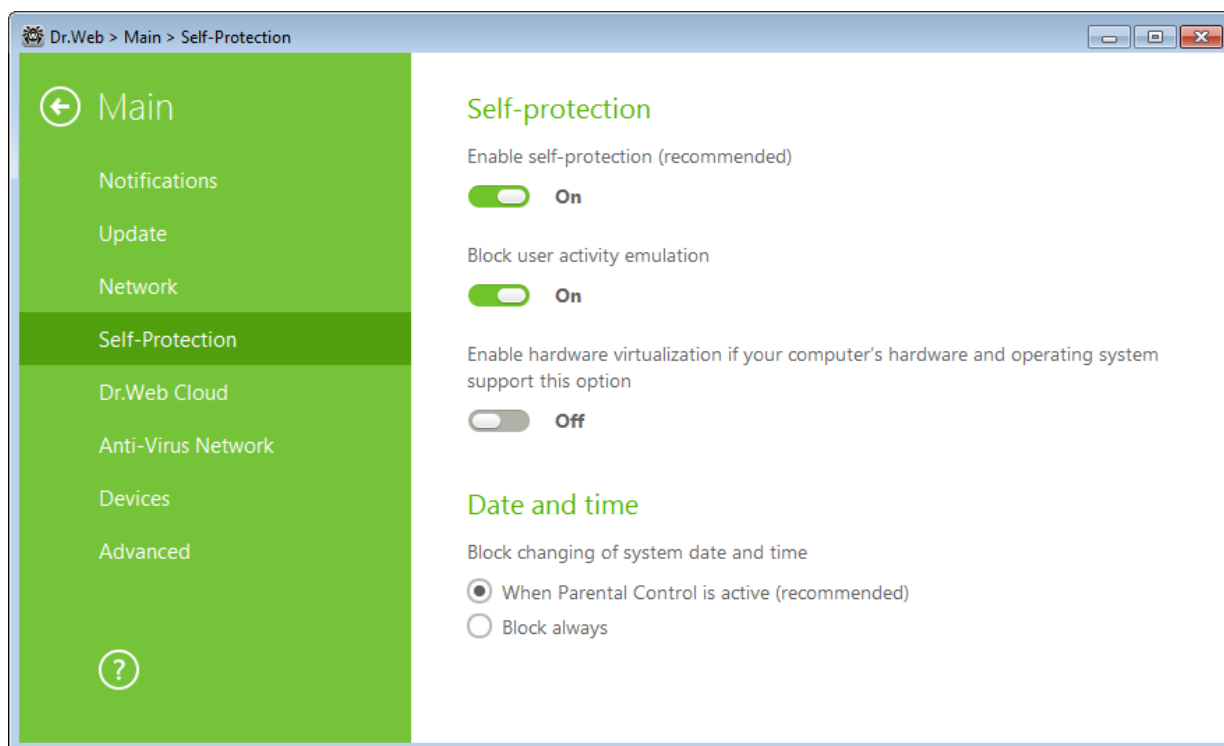 Dr.Web > Main > Self-Protection
Main
Notifications
Update
Network
Self-Protection
Dr.Web Cloud
Anti-Virus Network
Devices
Advanced
?
Self-protection
Enable self-protection (recommended)
On
Block user activity emulation
On
Enable hardware virtualization if your computer's hardware and operating system
support this option
Off
Date and time
Block changing of system date and time
When Parental Control is active (recommended)
Block always